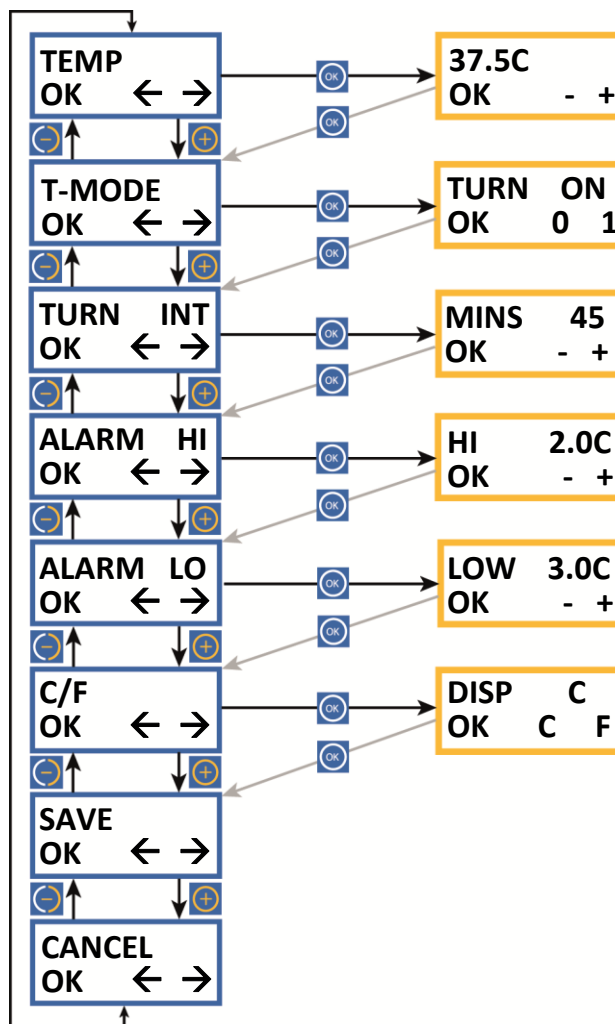 TEMP
OK ← →
OK
37.5C
OK - +
OK
T-MODE
OK ← →
OK
TURN ON
OK 0 1
OK
TURN INT
OK ← →
OK
MINS 45
OK - +
OK
ALARM HI
OK ← →
OK
HI 2.0C
OK - +
OK
ALARM LO
OK ← →
OK
LOW 3.0C
OK - +
OK
C/F
OK ← →
OK
DISP C
OK C F
OK
SAVE
OK ← →
CANCEL
OK ← →